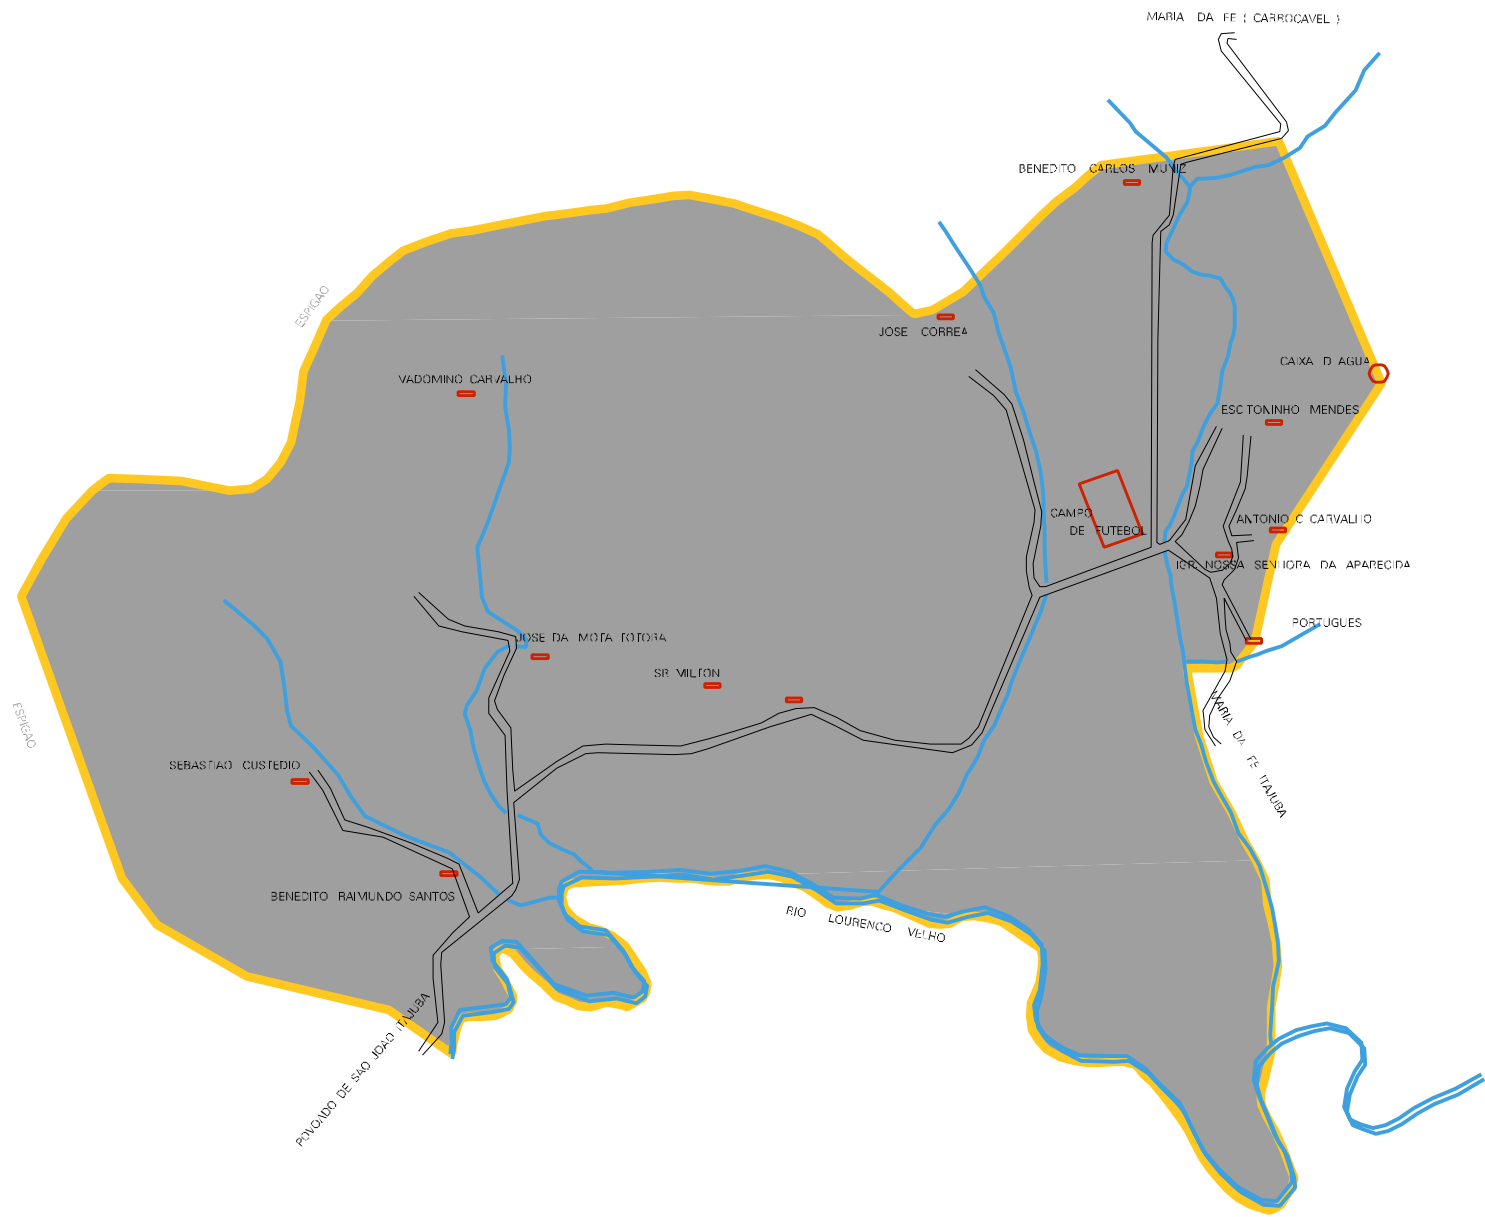 MARIA DA FE ( CARROCAVEL )
BENEDITO CARLOS MUNIZ
ESPIGAO
JOSE CORREA
CAIXA D AGUA
VADOMINO CARVALHO
ESC TONINHO MENDES
CAMPO
DE FUTEBOL
ANTONIO C CARVALHO
IGR. NOSSA SENHORA DA APARECIDA
PORTUGUES
JOSE DA MOTA TOTORA
SR MILTON
ESPIGAO
MARIA DA FE ITAJUBA
SEBASTIAO CUSTEDIO
BENEDITO RAIMUNDO SANTOS
RIO LOURENCO VELHO
POVOADO DE SAO JOAO ITAJUBA